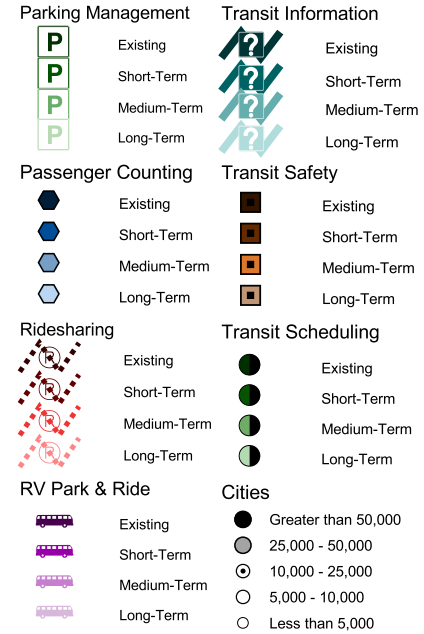 Parking Management
P Existing
P Short-Term
P Medium-Term
P Long-Term
Transit Information
? Existing
? Short-Term
? Medium-Term
? Long-Term
Passenger Counting
Existing
Short-Term
Medium-Term
Long-Term
Transit Safety
Existing
Short-Term
Medium-Term
Long-Term
Ridesharing
R Existing
R Short-Term
R Medium-Term
R Long-Term
Transit Scheduling
Existing
Short-Term
Medium-Term
Long-Term
RV Park & Ride
Existing
Short-Term
Medium-Term
Long-Term
Cities
Greater than 50,000
25,000 - 50,000
10,000 - 25,000
5,000 - 10,000
Less than 5,000